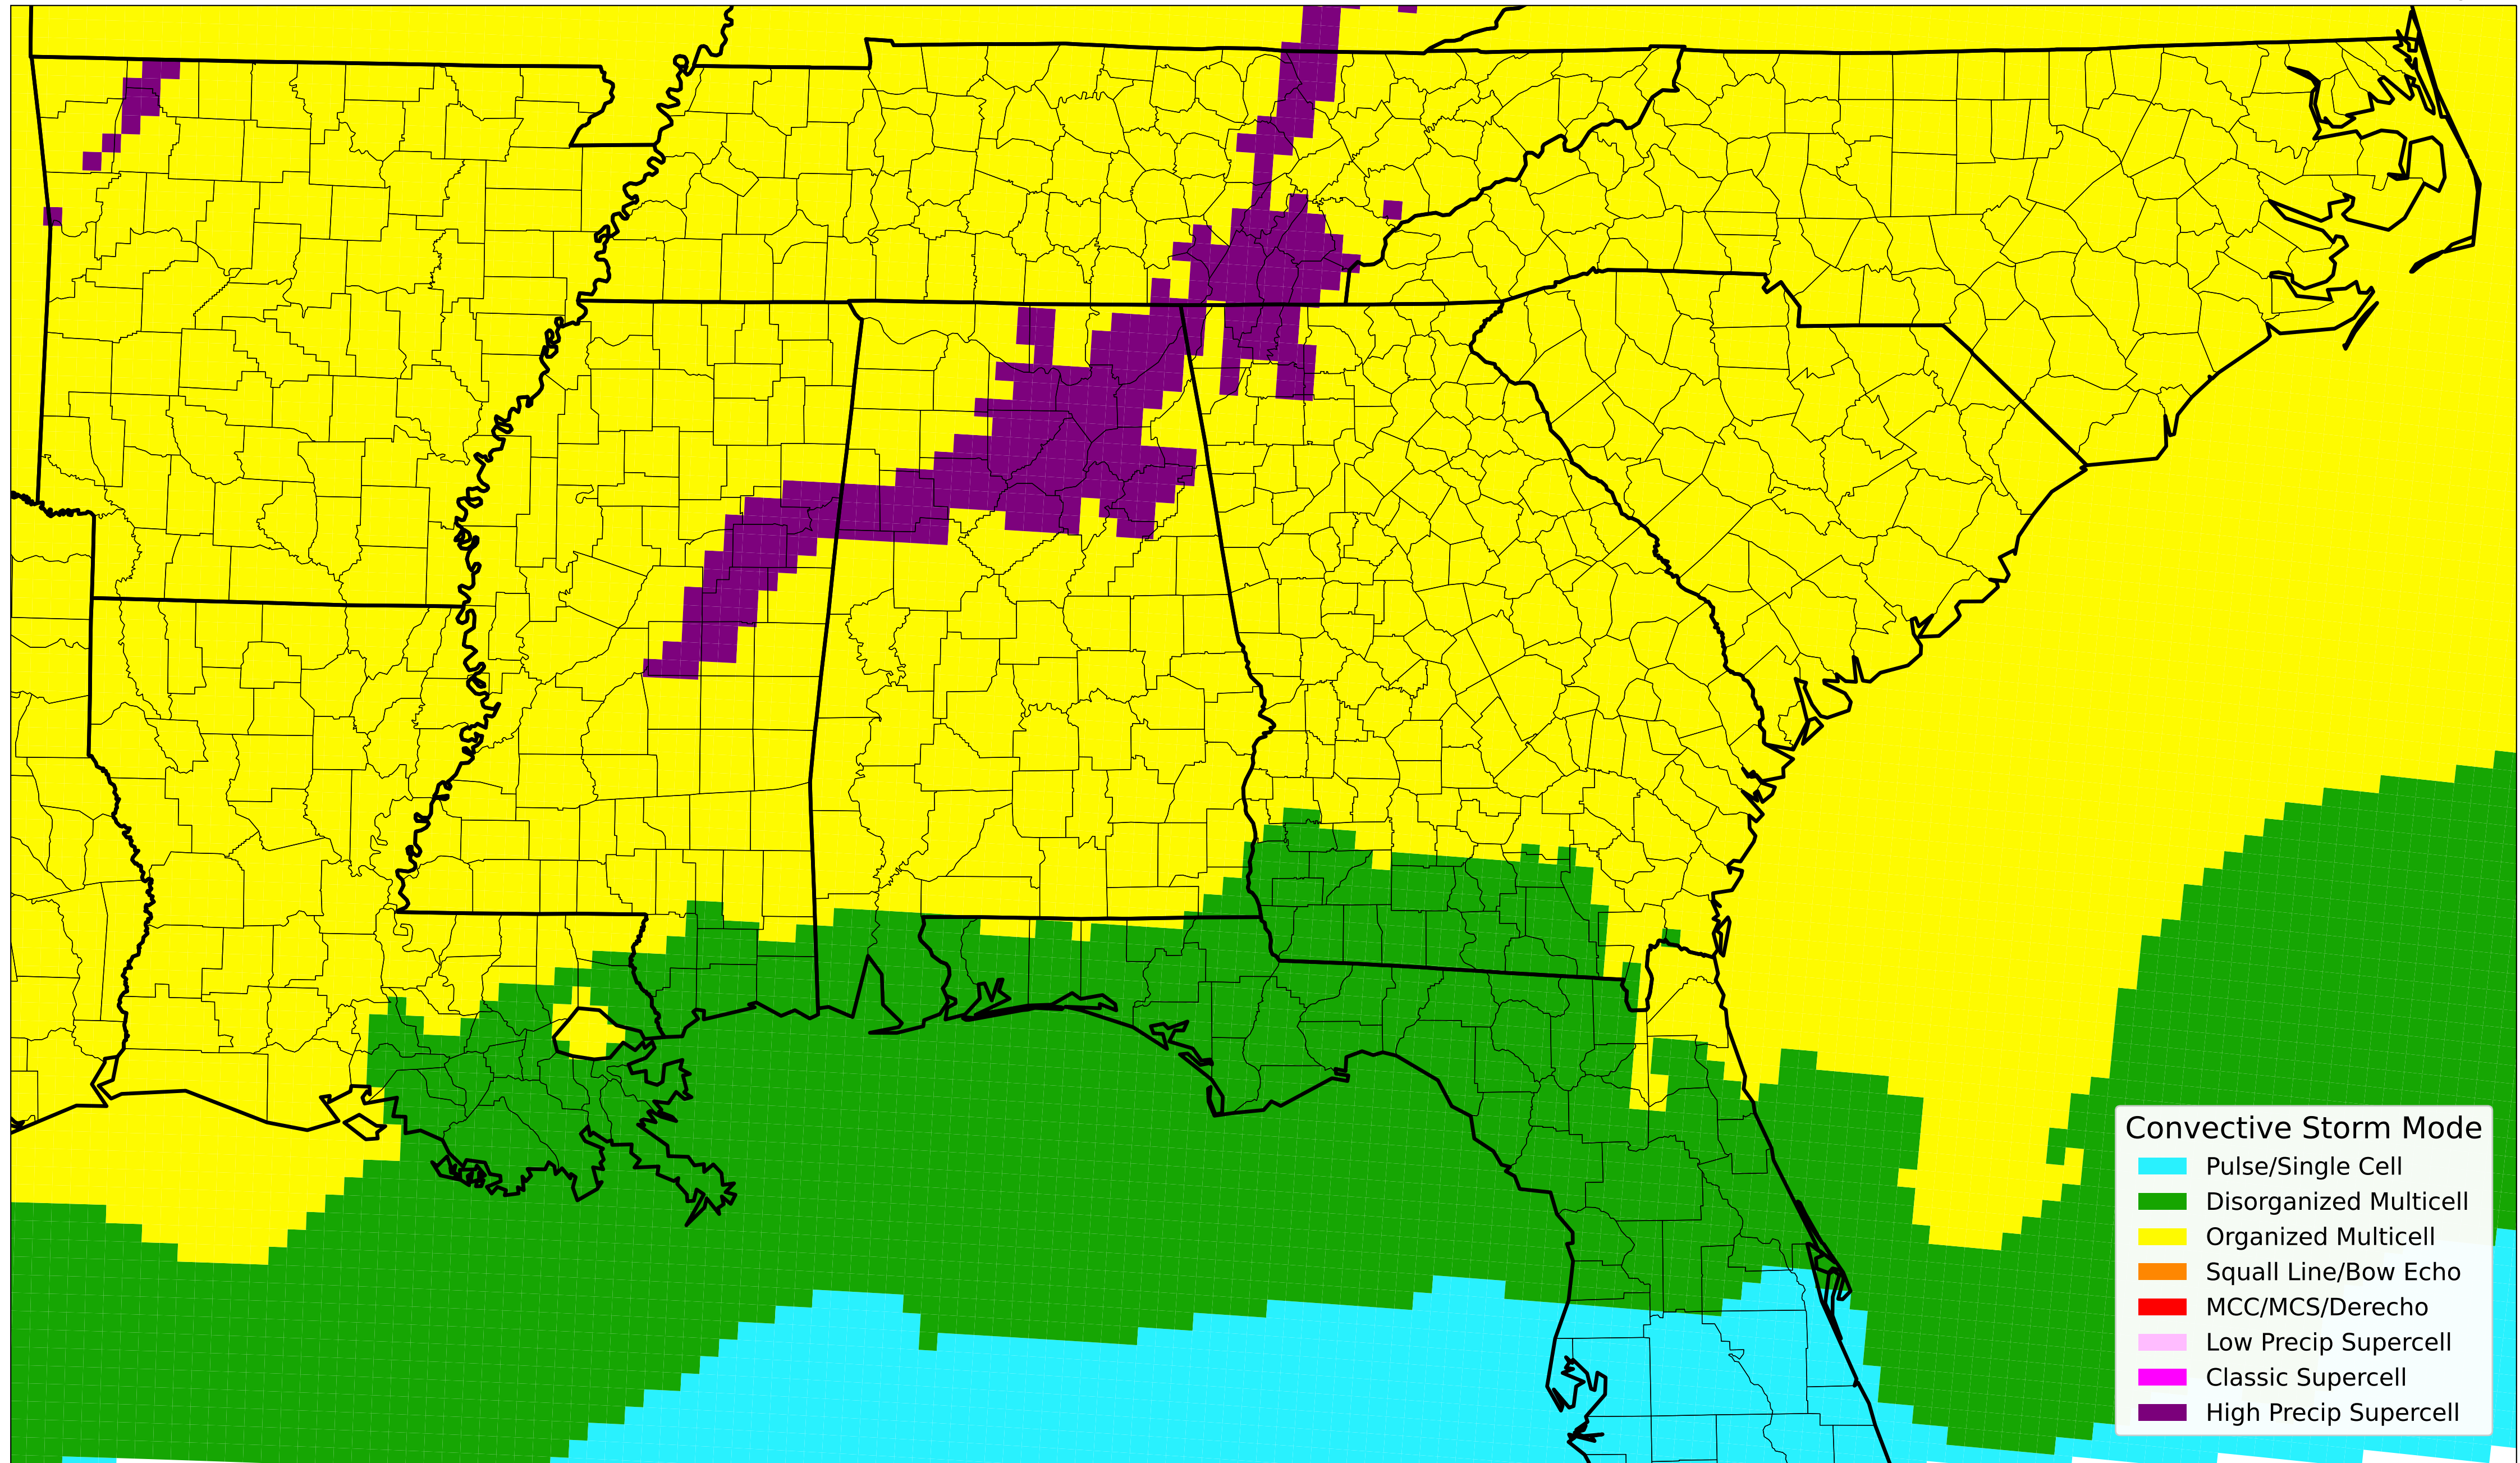 Convective Storm Mode
Pulse/Single Cell
Disorganized Multicell
Organized Multicell
Squall Line/Bow Echo
MCC/MCS/Derecho
Low Precip Supercell
Classic Supercell
High Precip Supercell